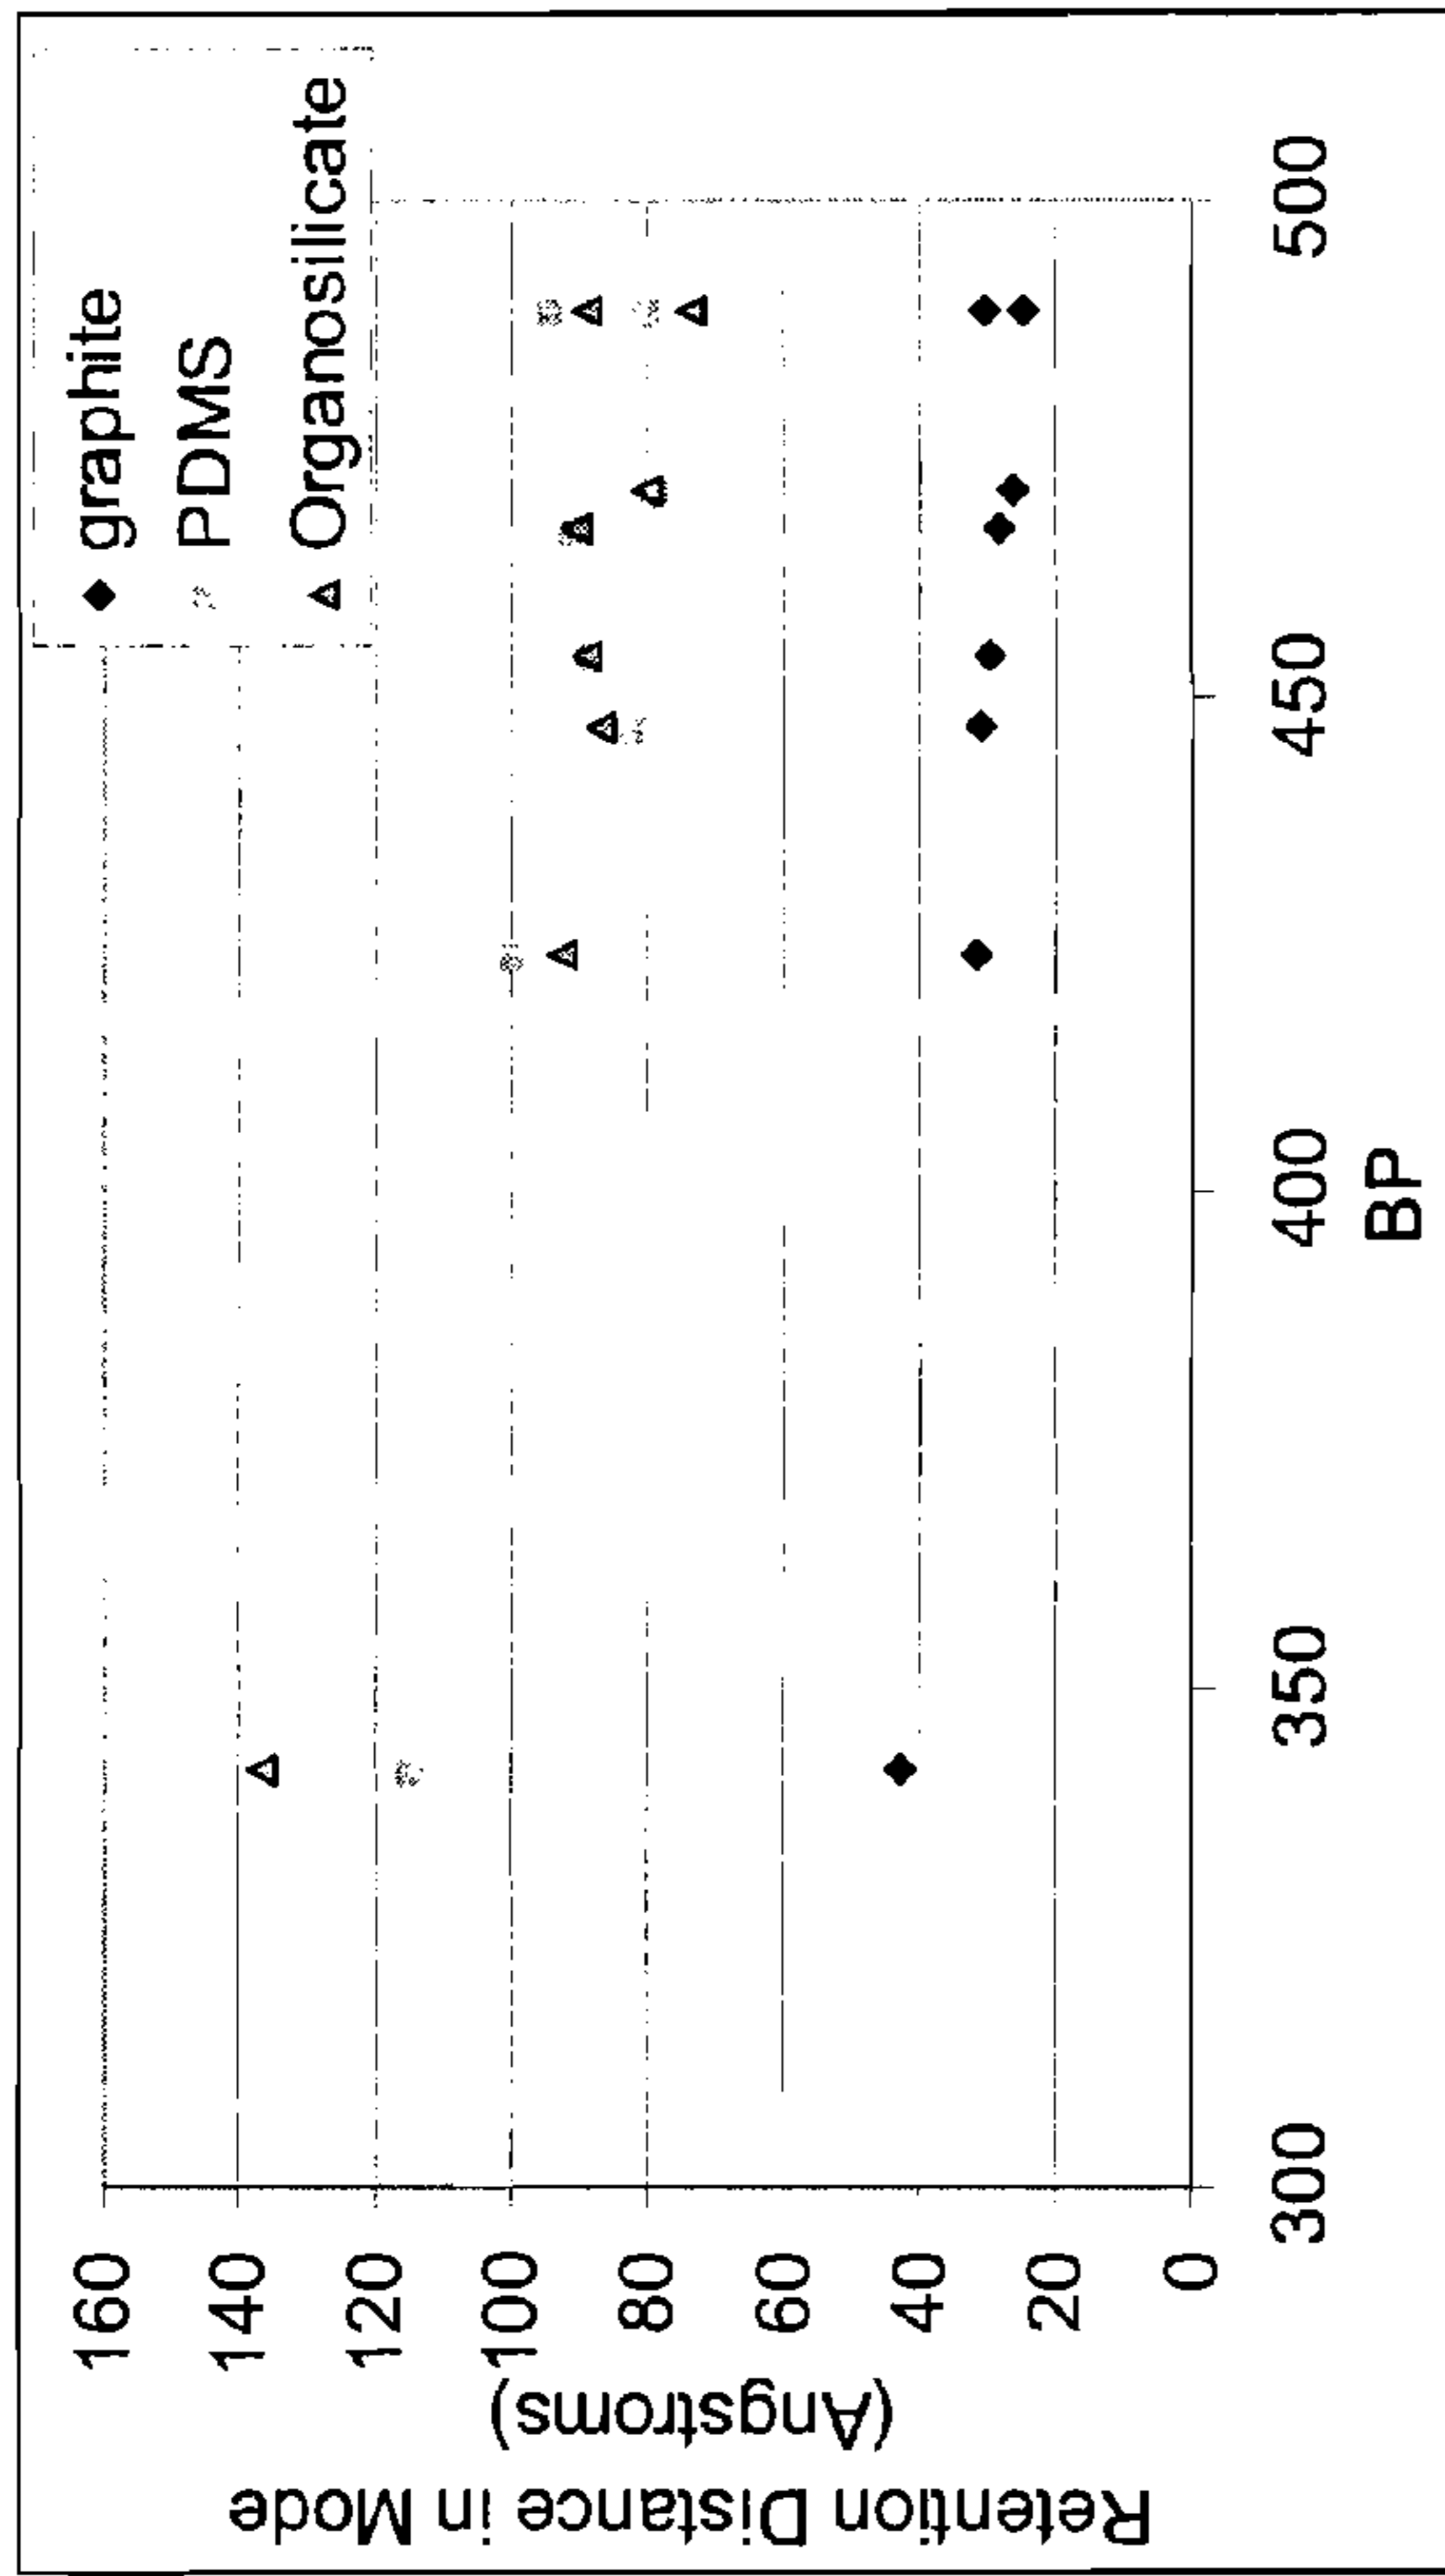 graphite
PDMS
Organosilicate
Retention Distance in Mode
(Angstroms)
160
140
120
100
80
60
40
20
0
300
350
400
450
500
BP